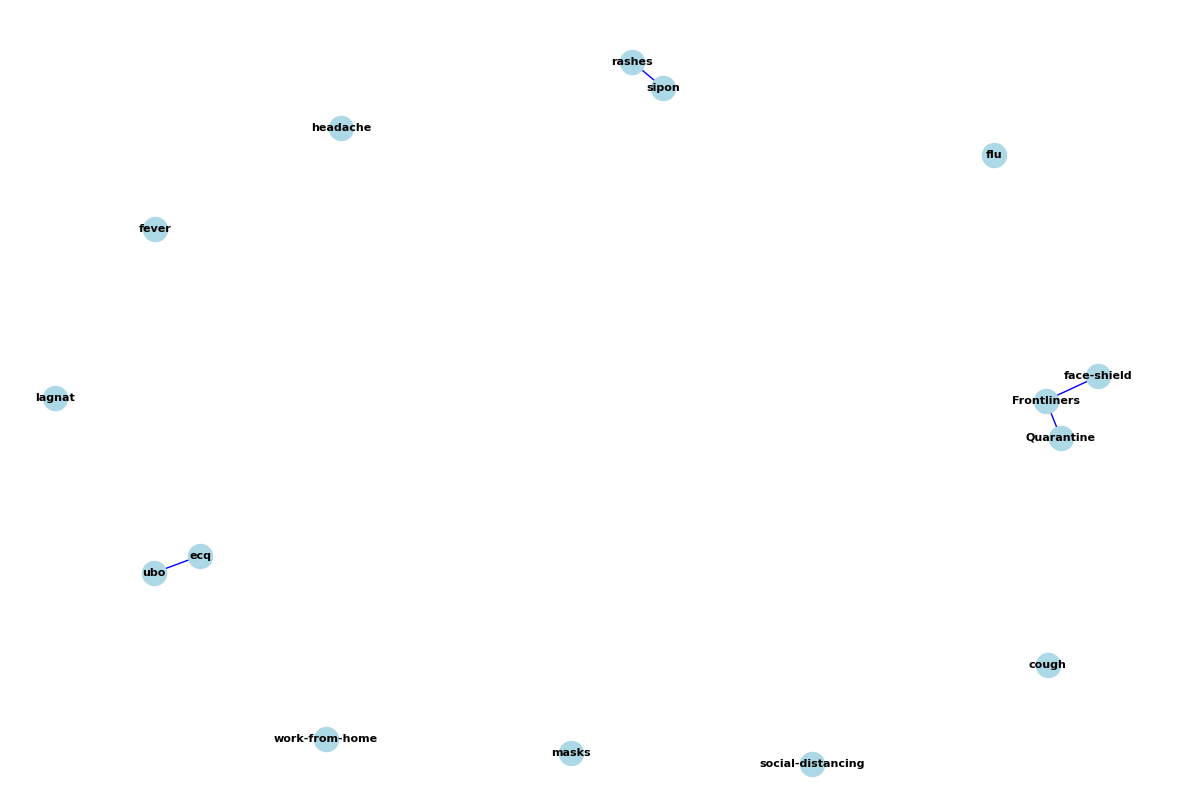 rashes
sipon
headache
flu
fever
face-shield
lagnat
Frontliners
Quarantine
ecq
ubo
cough
work-from-home
masks
social-distancing